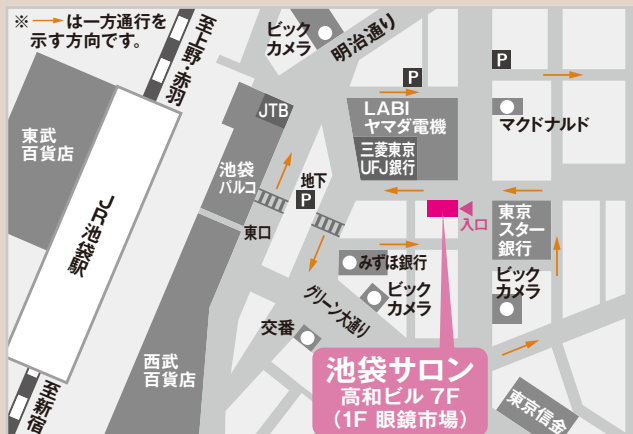 ※→は一方通行を
示す方向です。
至上野・赤羽
ビック
カメラ
明治通り
P
P
JTB
LABI
ヤマダ電機
三菱東京
UFJ銀行
マクドナルド
東武
百貨店
池袋
パルコ
地下
P
JR池袋駅
東口
入口
東京
スター
銀行
みずほ銀行
ビック
カメラ
ビック
カメラ
グリーン大通り
交番
西武
百貨店
至新宿
池袋サロン
高和ビル 7F
（1F 眼鏡市場）
東京信金